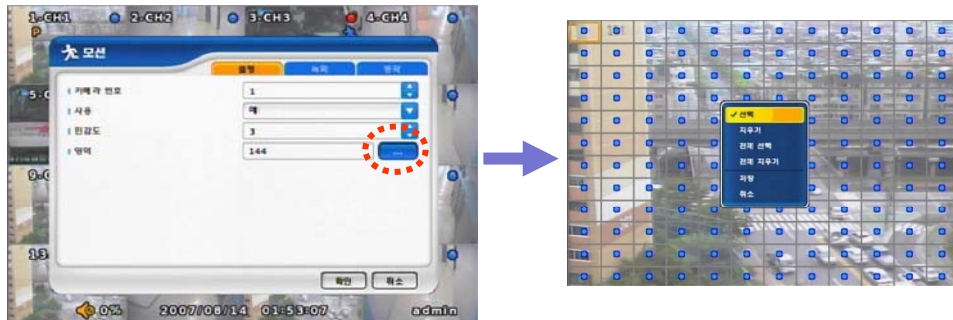 1-CH1 2-CH2 3-CH3 4-CH4
P
모션
설정 녹화 동작
카메라 번호 1
사용 예
민감도 3
영역 144
확인 취소
0% 2007/08/14 01:53:07 admin
선택
지우기
전체 선택
전체 지우기
저장
취소